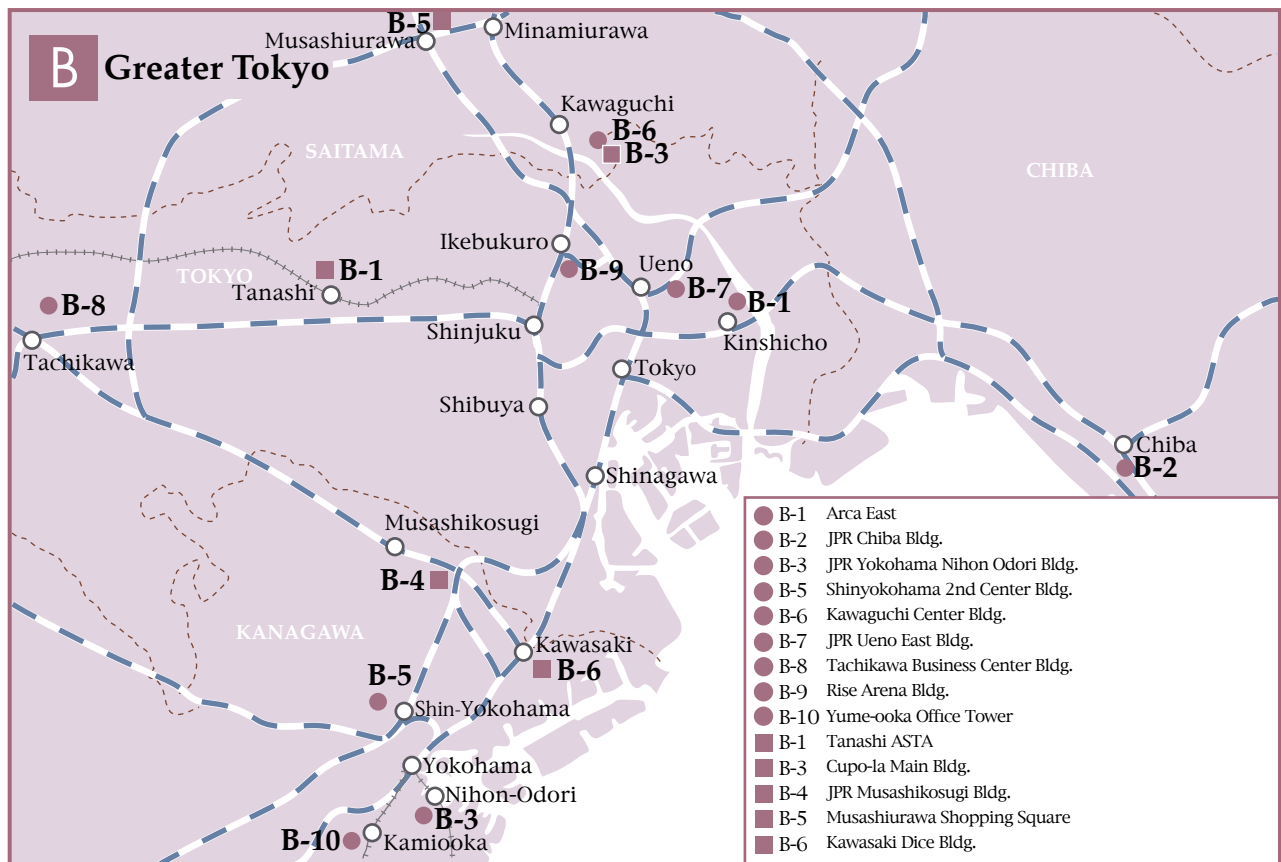 B Greater Tokyo
B-5
Musashiurawa
Minamiurawa
Kawaguchi
B-6
B-3
SAITAMA
CHIBA
Ikebukuro
B-9
Ueno
B-7
B-1
Kinshicho
TOKYO
B-1
Tanashi
B-8
Tachikawa
Shinjuku
Tokyo
Shibuya
Chiba
B-2
Shinagawa
Musashikosugi
B-4
KANAGAWA
Kawasaki
B-6
B-5
Shin-Yokohama
Yokohama
Nihon-Odori
B-3
B-10
Kamiooka
B-1 Arca East
B-2 JPR Chiba Bldg.
B-3 JPR Yokohama Nihon Odori Bldg.
B-5 Shinyokohama 2nd Center Bldg.
B-6 Kawaguchi Center Bldg.
B-7 JPR Ueno East Bldg.
B-8 Tachikawa Business Center Bldg.
B-9 Rise Arena Bldg.
B-10 Yume-ooka Office Tower
B-1 Tanashi ASTA
B-3 Cupo-la Main Bldg.
B-4 JPR Musashikosugi Bldg.
B-5 Musashiurawa Shopping Square
B-6 Kawasaki Dice Bldg.